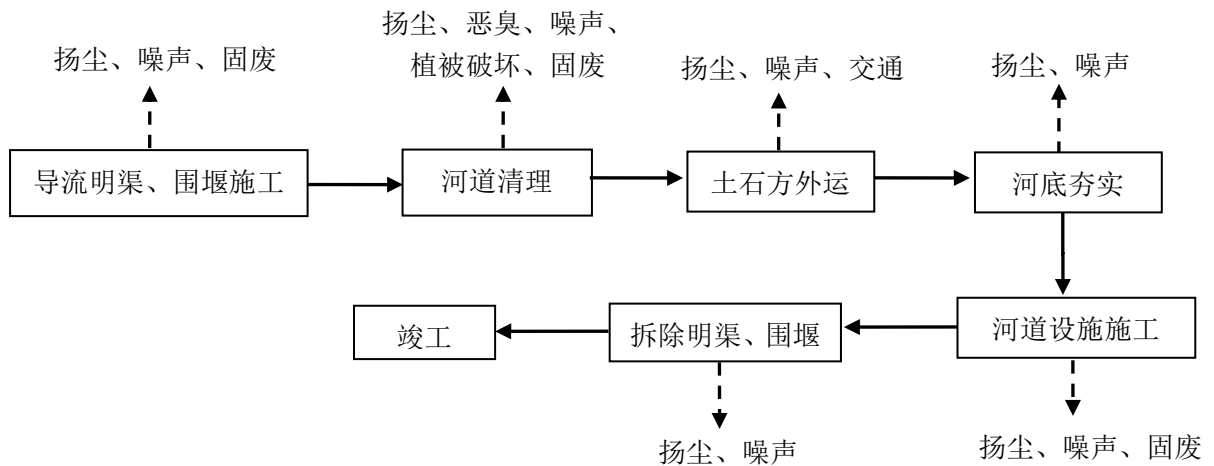 扬尘、噪声、固废
扬尘、恶臭、噪声、
植被破坏、固废
扬尘、噪声、交通
扬尘、噪声
导流明渠、围堰施工
河道清理
土石方外运
河底夯实
竣工
拆除明渠、围堰
河道设施施工
扬尘、噪声
扬尘、噪声、固废